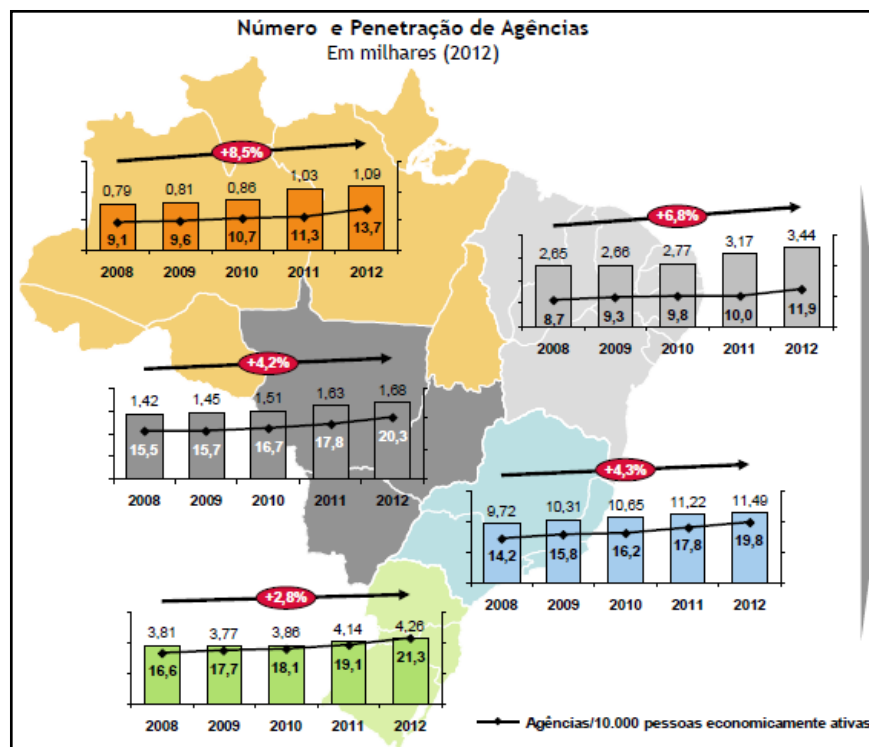 Número e Penetração de Agências
Em milhares (2012)
+8,5%
0,79 0,81 0,86 1,03 1,09
9,1 9,6 10,7 11,3 13,7
2008 2009 2010 2011 2012
+6,8%
2,65 2,66 2,77 3,17 3,44
8,7 9,3 9,8 10,0 11,9
2008 2009 2010 2011 2012
+4,2%
1,42 1,45 1,51 1,63 1,68
15,5 15,7 16,7 17,8 20,3
2008 2009 2010 2011 2012
+4,3%
9,72 10,31 10,65 11,22 11,49
14,2 15,8 16,2 17,8 19,8
2008 2009 2010 2011 2012
+2,8%
3,81 3,77 3,86 4,14 4,26
16,6 17,7 18,1 19,1 21,3
2008 2009 2010 2011 2012
Agências/10.000 pessoas economicamente ativas